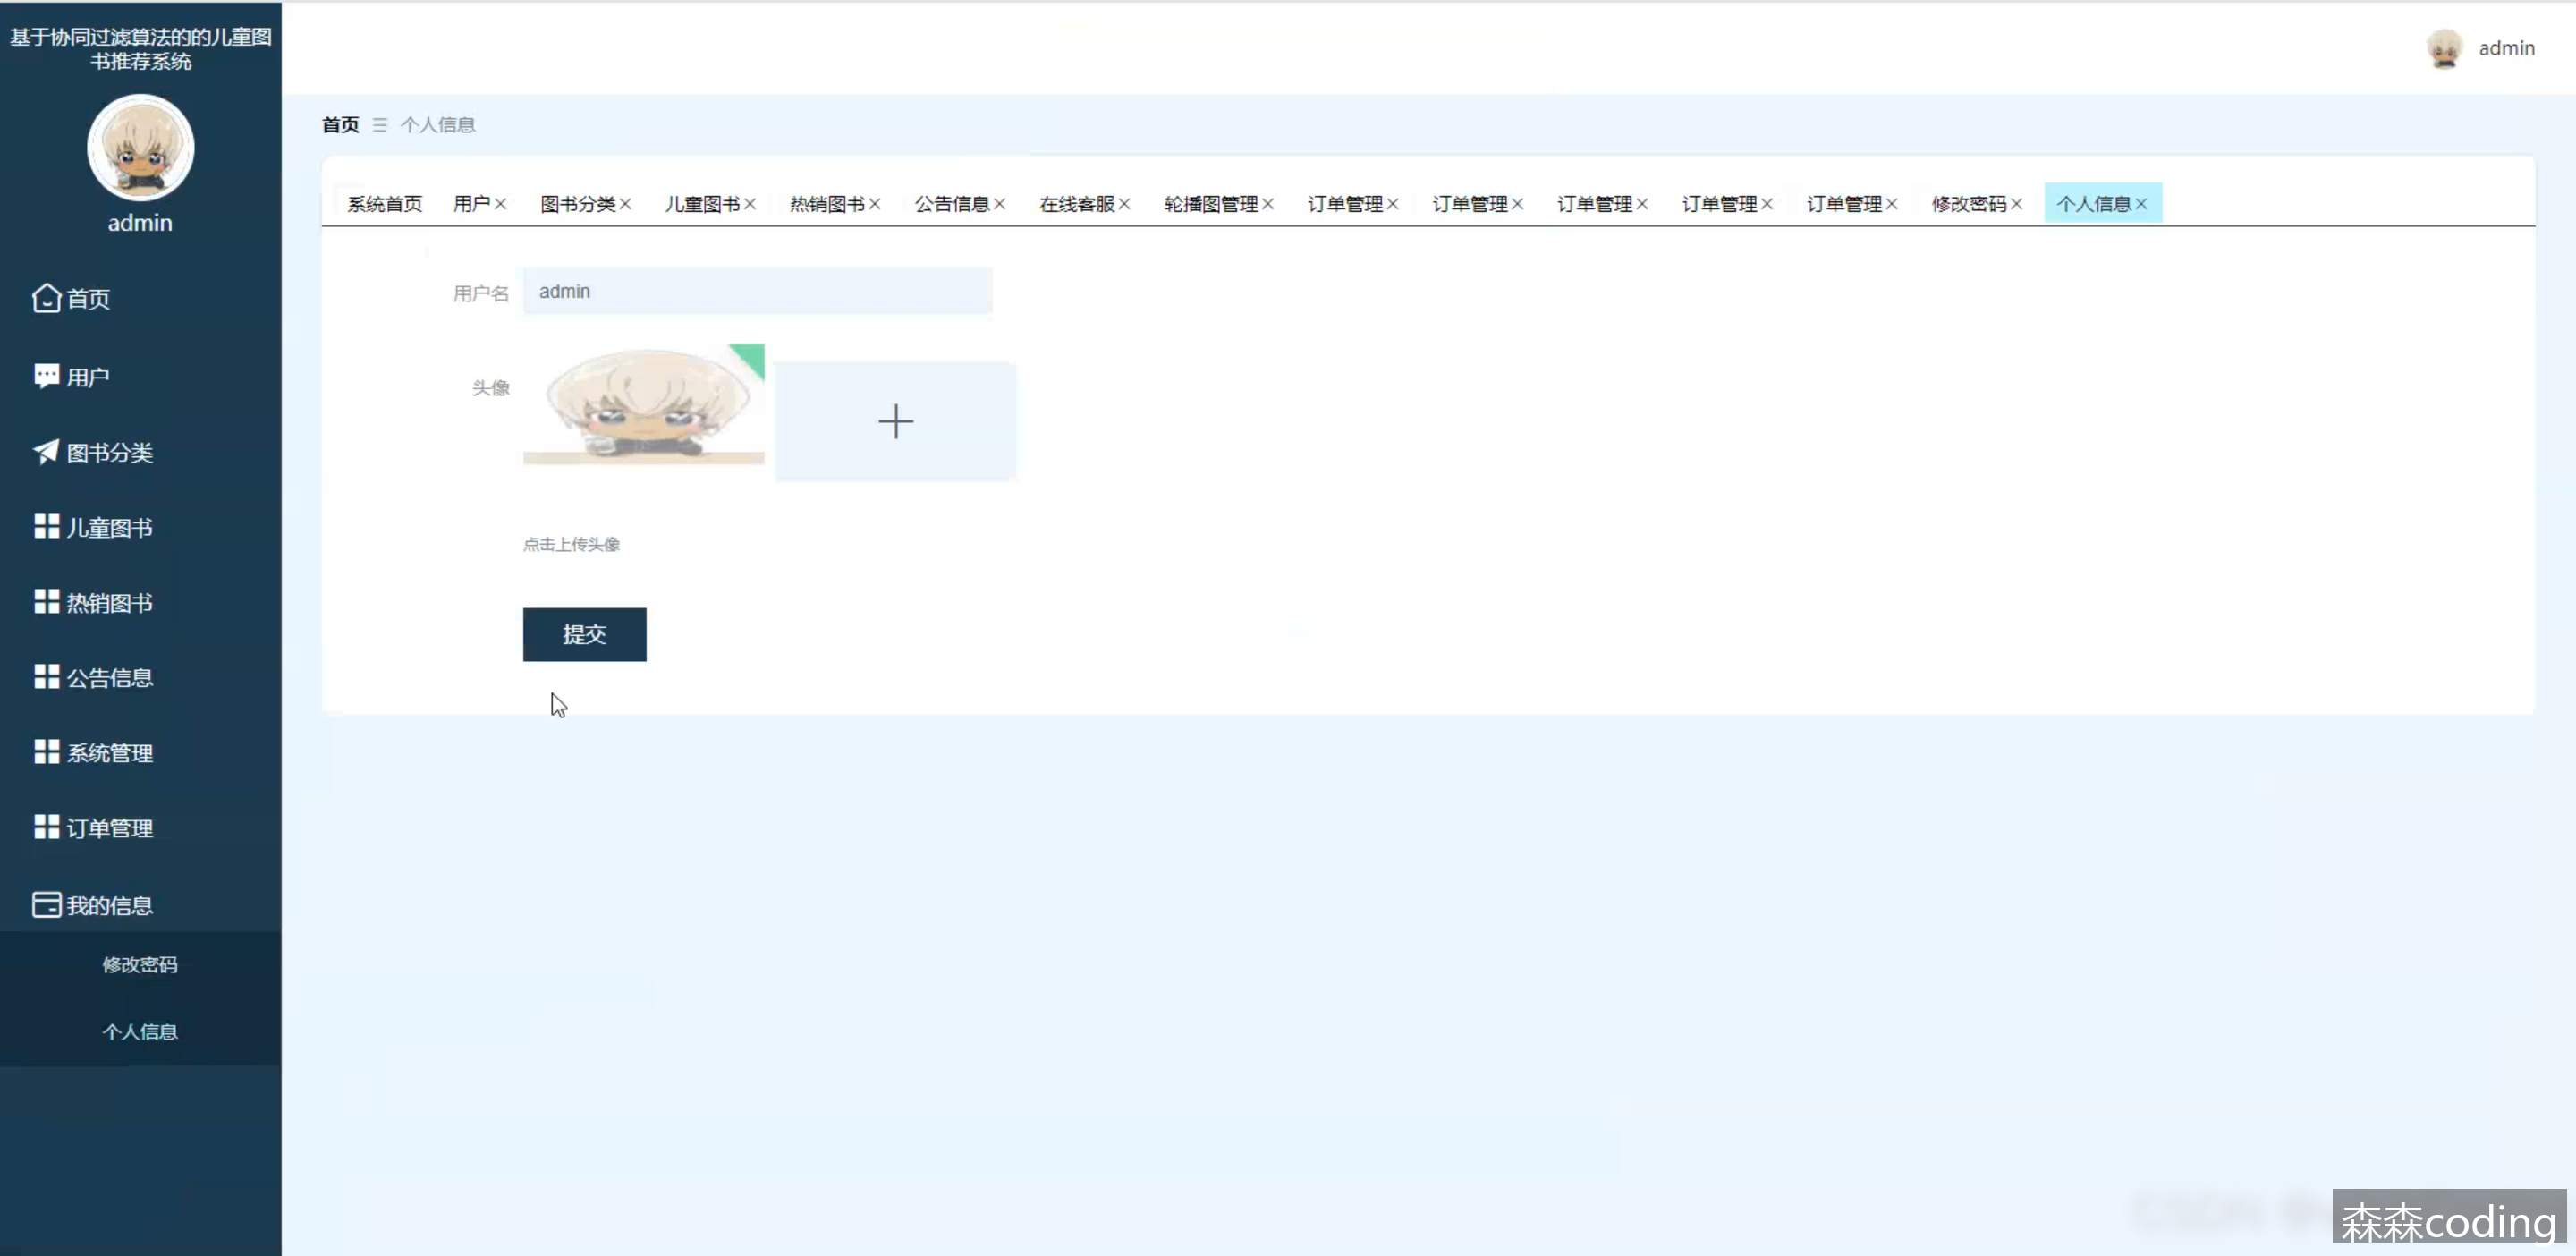 基于协同过滤算法的的儿童图
书推荐系统
admin
admin
首页
用户
图书分类
儿童图书
热销图书
公告信息
系统管理
订单管理
我的信息
修改密码
个人信息
首页 个人信息
系统首页 用户 图书分类 儿童图书 热销图书 公告信息 在线客服 轮播图管理 订单管理 订单管理 订单管理 订单管理 订单管理 修改密码 个人信息
用户名 admin
头像
点击上传头像
提交
森森coding